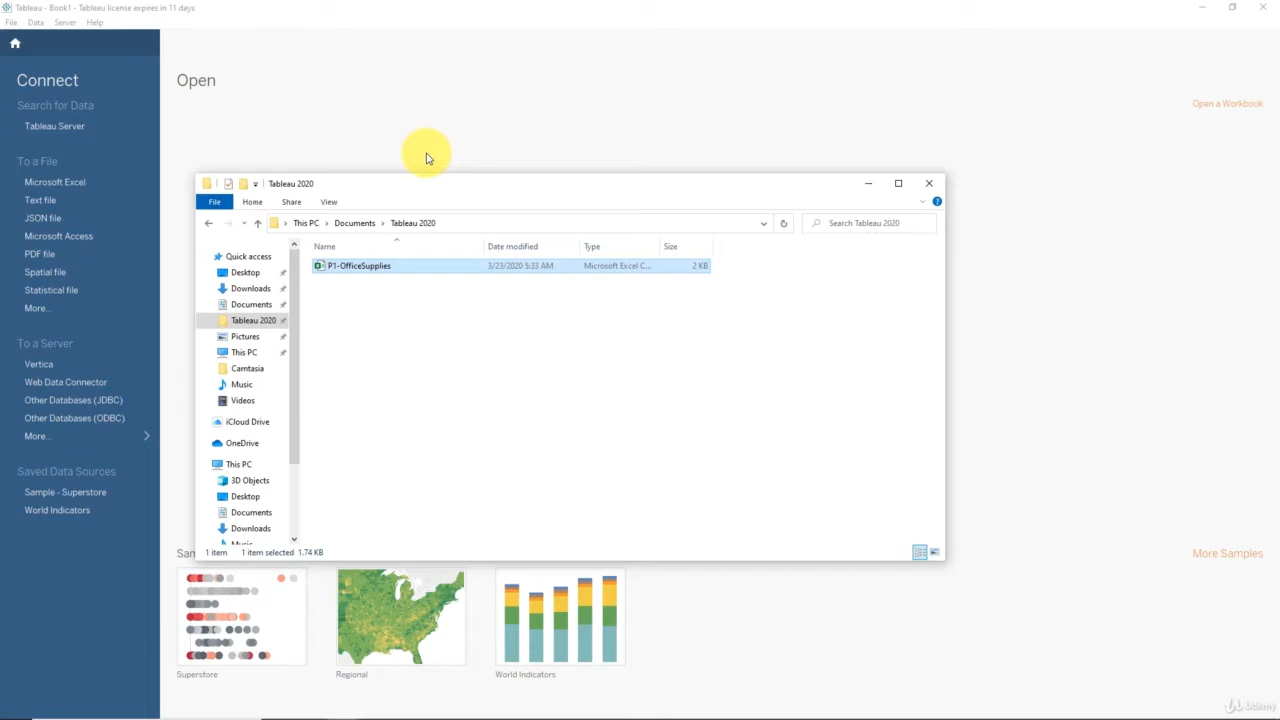 Tableau - Book1 - Tableau license expires in 11 days
File Data Server Help
Connect
Search for Data
Tableau Server
To a File
Microsoft Excel
Text file
JSON file
Microsoft Access
PDF file
Spatial file
Statistical file
More...
To a Server
Vertica
Web Data Connector
Other Databases (JDBC)
Other Databases (ODBC)
More...
Saved Data Sources
Sample - Superstore
World Indicators
Open
Open a Workbook
Tableau 2020
File Home Share View
This PC > Documents > Tableau 2020
Search Tableau 2020
Name Date modified Type Size
P1-OfficeSupplies 3/23/2020 5:33 AM Microsoft Excel C... 2 KB
Quick access
Desktop
Downloads
Documents
Tableau 2020
Pictures
This PC
Camtasia
Music
Videos
iCloud Drive
OneDrive
This PC
3D Objects
Desktop
Documents
Downloads
Music
1 item 1 item selected 1.74 KB
Sam
More Samples
Superstore
Regional
World Indicators
Udemy